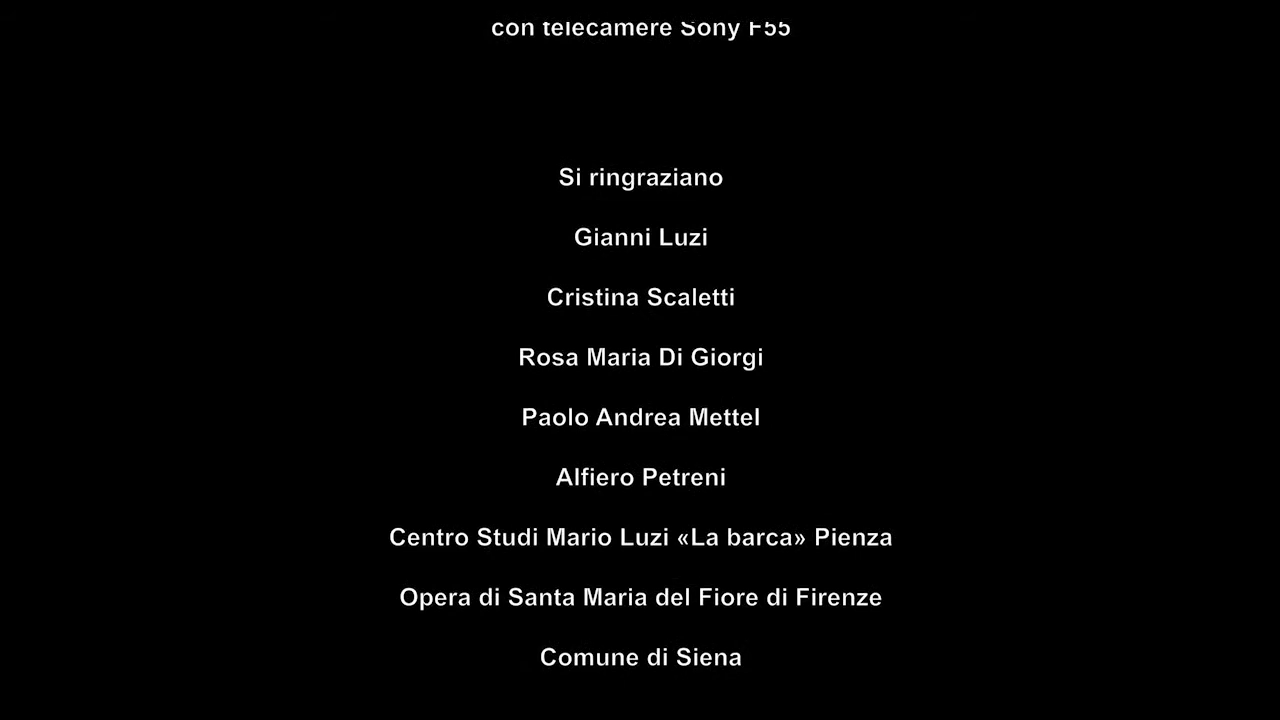 con telecamere Sony F55
Si ringraziano
Gianni Luzi
Cristina Scaletti
Rosa Maria Di Giorgi
Paolo Andrea Mettel
Alfiero Petreni
Centro Studi Mario Luzi «La barca» Pienza
Opera di Santa Maria del Fiore di Firenze
Comune di Siena